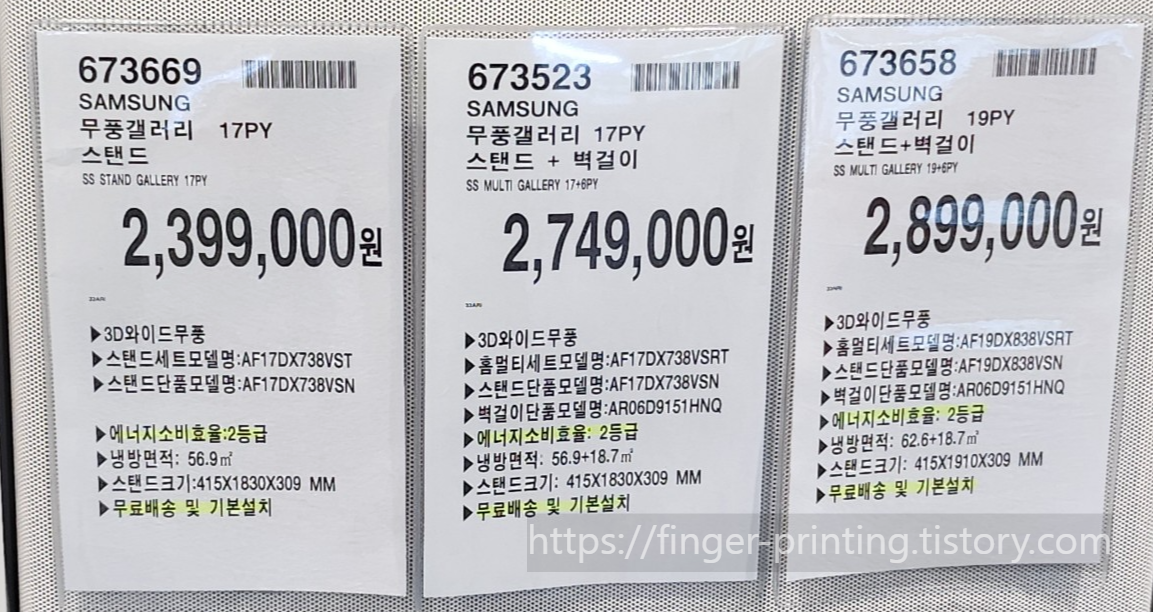 673669
SAMSUNG
무풍갤러리 17PY
스탠드
SS STAND GALLERY 17PY
2,399,000원
▶3D와이드무풍
▶스탠드세트모델명:AF17DX738VST
▶스탠드단품모델명:AF17DX738VSN
▶에너지소비효율:2등급
▶냉방면적: 56.9㎡
▶스탠드크기:415X1830X309 MM
▶무료배송 및 기본설치
673523
SAMSUNG
무풍갤러리 17PY
스탠드 + 벽걸이
SS MULTI GALLERY 17+6PY
2,749,000원
▶3D와이드무풍
▶홈멀티세트모델명:AF17DX738VSRT
▶스탠드단품모델명:AF17DX738VSN
▶벽걸이단품모델명:AR06D9151HNQ
▶에너지소비효율: 2등급
▶냉방면적: 56.9+18.7㎡
▶스탠드크기: 415X1830X309 MM
▶무료배송 및 기본설치
673658
SAMSUNG
무풍갤러리 19PY
스탠드+벽걸이
SS MULTI GALLERY 19+6PY
2,899,000원
▶3D와이드무풍
▶홈멀티세트모델명:AF19DX838VSRT
▶스탠드단품모델명:AF19DX838VSN
▶벽걸이단품모델명:AR06D9151HNQ
▶에너지소비효율: 2등급
▶냉방면적: 62.6+18.7㎡
▶스탠드크기: 415X1910X309 MM
▶무료배송 및 기본설치
https://finger-printing.tistory.com